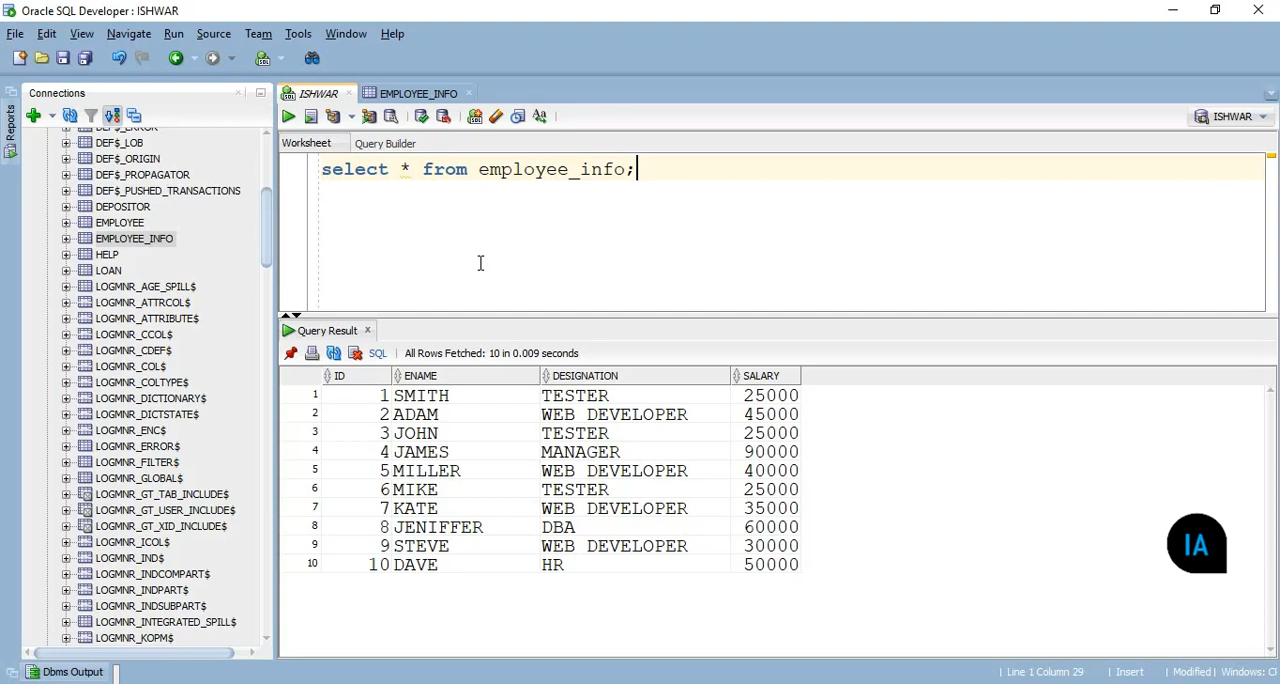 Oracle SQL Developer : ISHWAR
File Edit View Navigate Run Source Team Tools Window Help
Connections
Reports
DEF$_ERROR
DEF$_LOB
DEF$_ORIGIN
DEF$_PROPAGATOR
DEF$_PUSHED_TRANSACTIONS
DEPOSITOR
EMPLOYEE
EMPLOYEE_INFO
HELP
LOAN
LOGMNR_AGE_SPILL$
LOGMNR_ATTRCOL$
LOGMNR_ATTRIBUTE$
LOGMNR_CCOL$
LOGMNR_CDEF$
LOGMNR_COL$
LOGMNR_COLTYPE$
LOGMNR_DICTIONARY$
LOGMNR_DICTSTATE$
LOGMNR_ENC$
LOGMNR_ERROR$
LOGMNR_FILTER$
LOGMNR_GLOBAL$
LOGMNR_GT_TAB_INCLUDE$
LOGMNR_GT_USER_INCLUDE$
LOGMNR_GT_XID_INCLUDE$
LOGMNR_ICOL$
LOGMNR_IND$
LOGMNR_INDCOMPART$
LOGMNR_INDPART$
LOGMNR_INDSUBPART$
LOGMNR_INTEGRATED_SPILL$
LOGMNR_KOPM$
ISHWAR EMPLOYEE_INFO
ISHWAR
Worksheet Query Builder
select * from employee_info;
Query Result
SQL | All Rows Fetched: 10 in 0.009 seconds
ID ENAME DESIGNATION SALARY
1 1 SMITH TESTER 25000
2 2 ADAM WEB DEVELOPER 45000
3 3 JOHN TESTER 25000
4 4 JAMES MANAGER 90000
5 5 MILLER WEB DEVELOPER 40000
6 6 MIKE TESTER 25000
7 7 KATE WEB DEVELOPER 35000
8 8 JENIFFER DBA 60000
9 9 STEVE WEB DEVELOPER 30000
10 10 DAVE HR 50000
IA
Dbms Output
Line 1 Column 29 | Insert | Modified | Windows: Cl